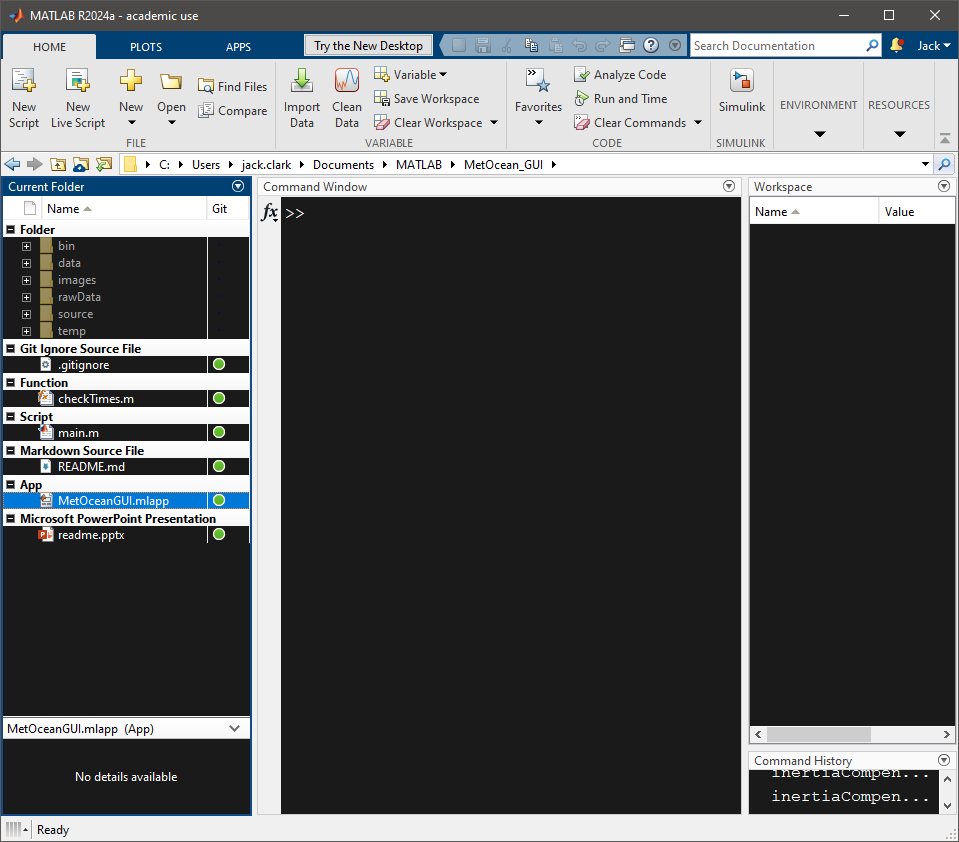 MATLAB R2024a - academic use
HOME PLOTS APPS Try the New Desktop Search Documentation Jack
New Script
New Live Script
New
Open
Find Files
Compare
FILE
Import Data
Clean Data
Variable
Save Workspace
Clear Workspace
VARIABLE
Favorites
Analyze Code
Run and Time
Clear Commands
CODE
Simulink
SIMULINK
ENVIRONMENT
RESOURCES
C: Users jack.clark Documents MATLAB MetOcean_GUI
Current Folder
Name Git
Folder
bin
data
images
rawData
source
temp
Git Ignore Source File
.gitignore
Function
checkTimes.m
Script
main.m
Markdown Source File
README.md
App
MetOceanGUI.mlapp
Microsoft PowerPoint Presentation
readme.pptx
MetOceanGUI.mlapp (App)
No details available
Command Window
fx >>
Workspace
Name Value
Command History
inertiaCompen...
inertiaCompen...
Ready